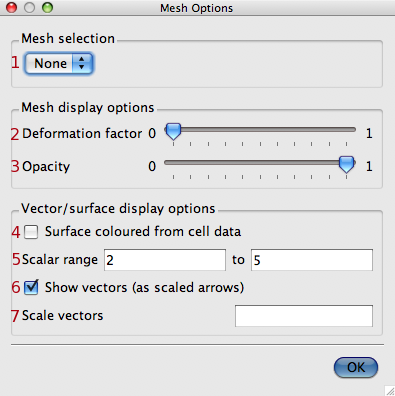 Mesh Options
Mesh selection
1 None
Mesh display options
2 Deformation factor 0 1
3 Opacity 0 1
Vector/surface display options
4 Surface coloured from cell data
5 Scalar range 2 to 5
6 Show vectors (as scaled arrows)
7 Scale vectors
OK